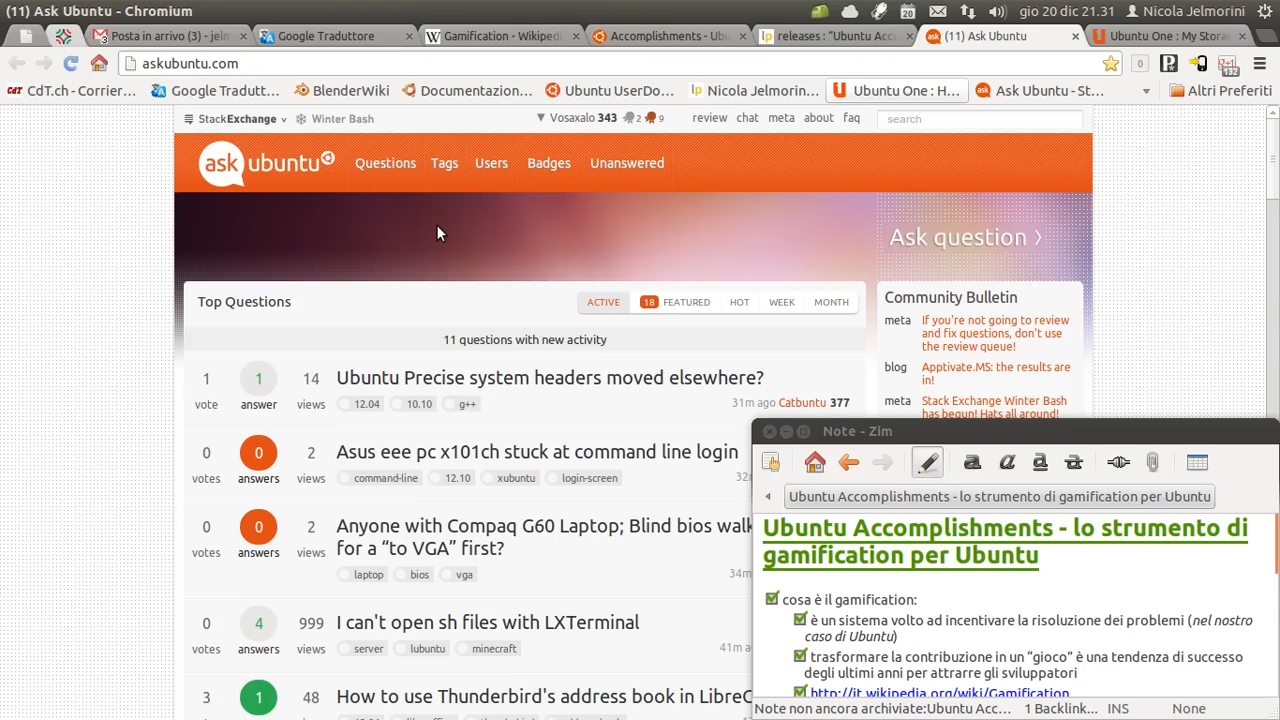 (11) Ask Ubuntu - Chromium
20
gio 20 dic 21.31
Nicola Jelmorini
Posta in arrivo (3) - jelm
Google Traduttore
Gamification - Wikipedi
Accomplishments - Ubu
releases : "Ubuntu Acc
(11) Ask Ubuntu
Ubuntu One : My Storag
askubuntu.com
0
132
CdT.ch - Corrier...
Google Tradutt...
BlenderWiki
Documentazion...
Ubuntu UserDo...
Nicola Jelmorin...
Ubuntu One : H...
Ask Ubuntu - St...
Altri Preferiti
StackExchange
Winter Bash
Vosaxalo 343 2 9
review chat meta about faq
search
ask ubuntu
Questions Tags Users Badges Unanswered
Ask question
Top Questions
ACTIVE 18 FEATURED HOT WEEK MONTH
11 questions with new activity
1 vote 1 answer 14 views
Ubuntu Precise system headers moved elsewhere?
12.04 10.10 g++
31m ago Catbuntu 377
0 votes 0 answers 2 views
Asus eee pc x101ch stuck at command line login
command-line 12.10 xubuntu login-screen
32m
0 votes 0 answers 2 views
Anyone with Compaq G60 Laptop; Blind bios walk
for a “to VGA” first?
laptop bios vga
34m
0 votes 4 answers 999 views
I can't open sh files with LXTerminal
server lubuntu minecraft
41m a
3 1 48
How to use Thunderbird's address book in LibreO
Community Bulletin
meta If you're not going to review
and fix questions, don't use
the review queue!
blog Apptivate.MS: the results are
in!
meta Stack Exchange Winter Bash
has begun! Hats all around!
Note - Zim
Ubuntu Accomplishments - lo strumento di gamification per Ubuntu
Ubuntu Accomplishments - lo strumento di
gamification per Ubuntu
cosa è il gamification:
è un sistema volto ad incentivare la risoluzione dei problemi (nel nostro
caso di Ubuntu)
trasformare la contribuzione in un “gioco” è una tendenza di successo
degli ultimi anni per attrarre gli sviluppatori
http://it.wikipedia.org/wiki/Gamification
Note non ancora archiviate:Ubuntu Acc...
1 Backlink...
INS
None